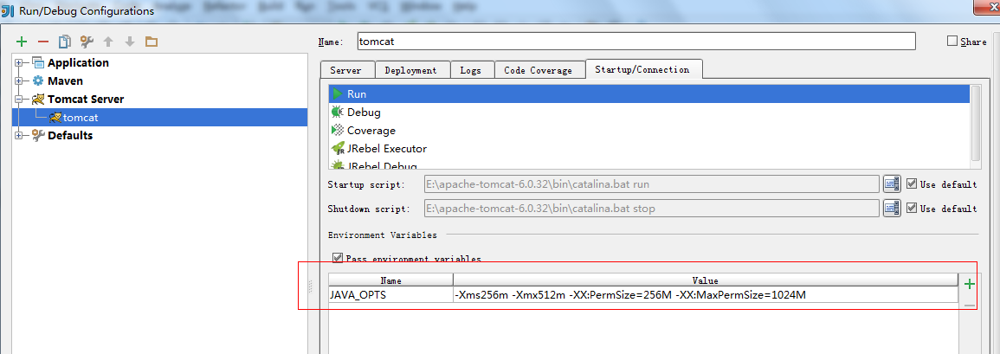 Run/Debug Configurations
Name: tomcat
Share
Application
Maven
Tomcat Server
tomcat
Defaults
Server Deployment Logs Code Coverage Startup/Connection
Run
Debug
Coverage
JRebel Executor
JRebel Debug
Startup script: E:\apache-tomcat-6.0.32\bin\catalina.bat run Use default
Shutdown script: E:\apache-tomcat-6.0.32\bin\catalina.bat stop Use default
Environment Variables
Pass environment variables
Name Value
JAVA_OPTS -Xms256m -Xmx512m -XX:PermSize=256M -XX:MaxPermSize=1024M